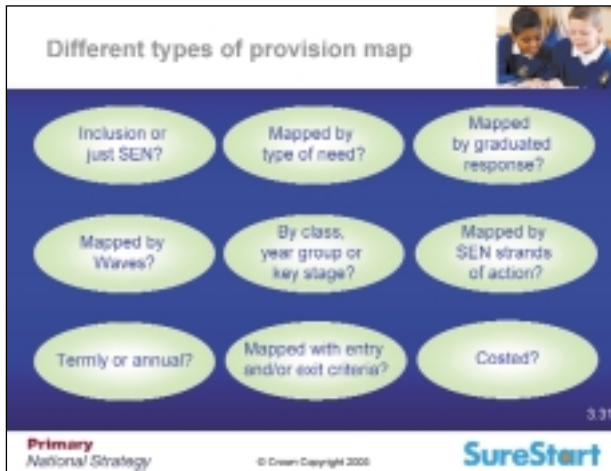 Different types of provision map
Inclusion or
just SEN?
Mapped by
type of need?
Mapped
by graduated
response?
Mapped by
Waves?
By class,
year group or
key stage?
Mapped by
SEN strands
of action?
Termly or annual?
Mapped with entry
and/or exit criteria?
Costed?
3.31
Primary
National Strategy
© Crown Copyright
SureStart